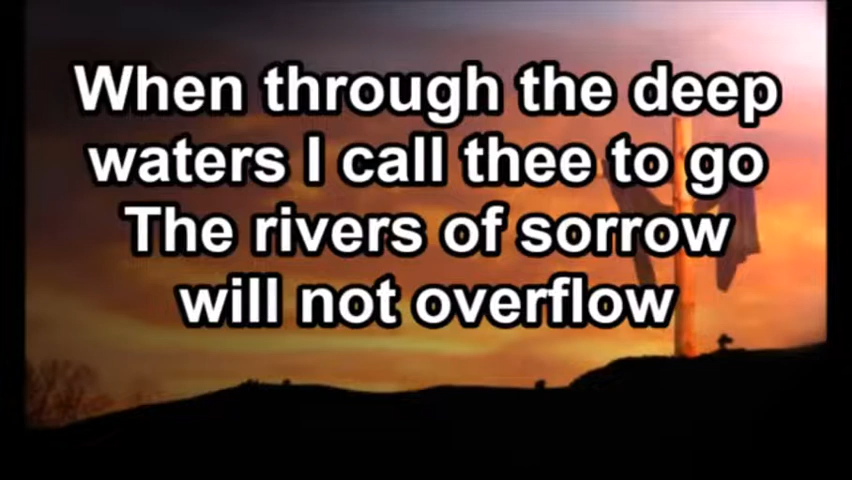 When through the deep
waters I call thee to go
The rivers of sorrow
will not overflow